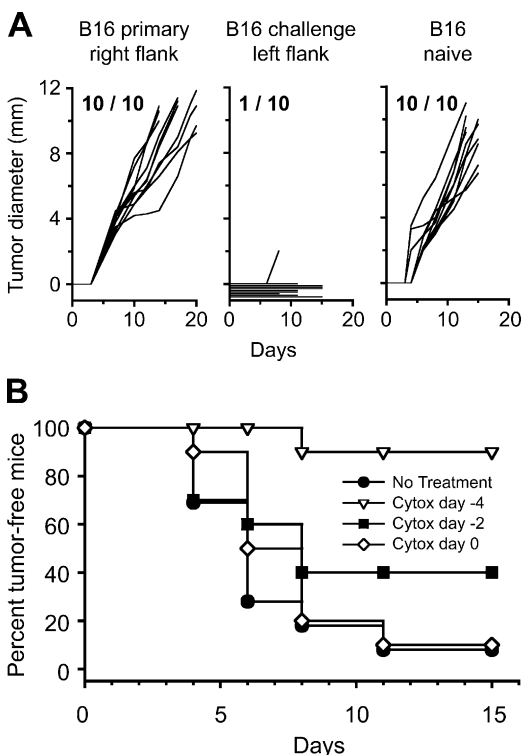 A
B16 primary
right flank
B16 challenge
left flank
B16
naive
10 / 10
1 / 10
10 / 10
Tumor diameter (mm)
12
8
4
0
0 10 20
0 10 20
0 10 20
Days
B
Percent tumor-free mice
100
80
60
40
20
0
No Treatment
Cytox day -4
Cytox day -2
Cytox day 0
0 5 10 15
Days